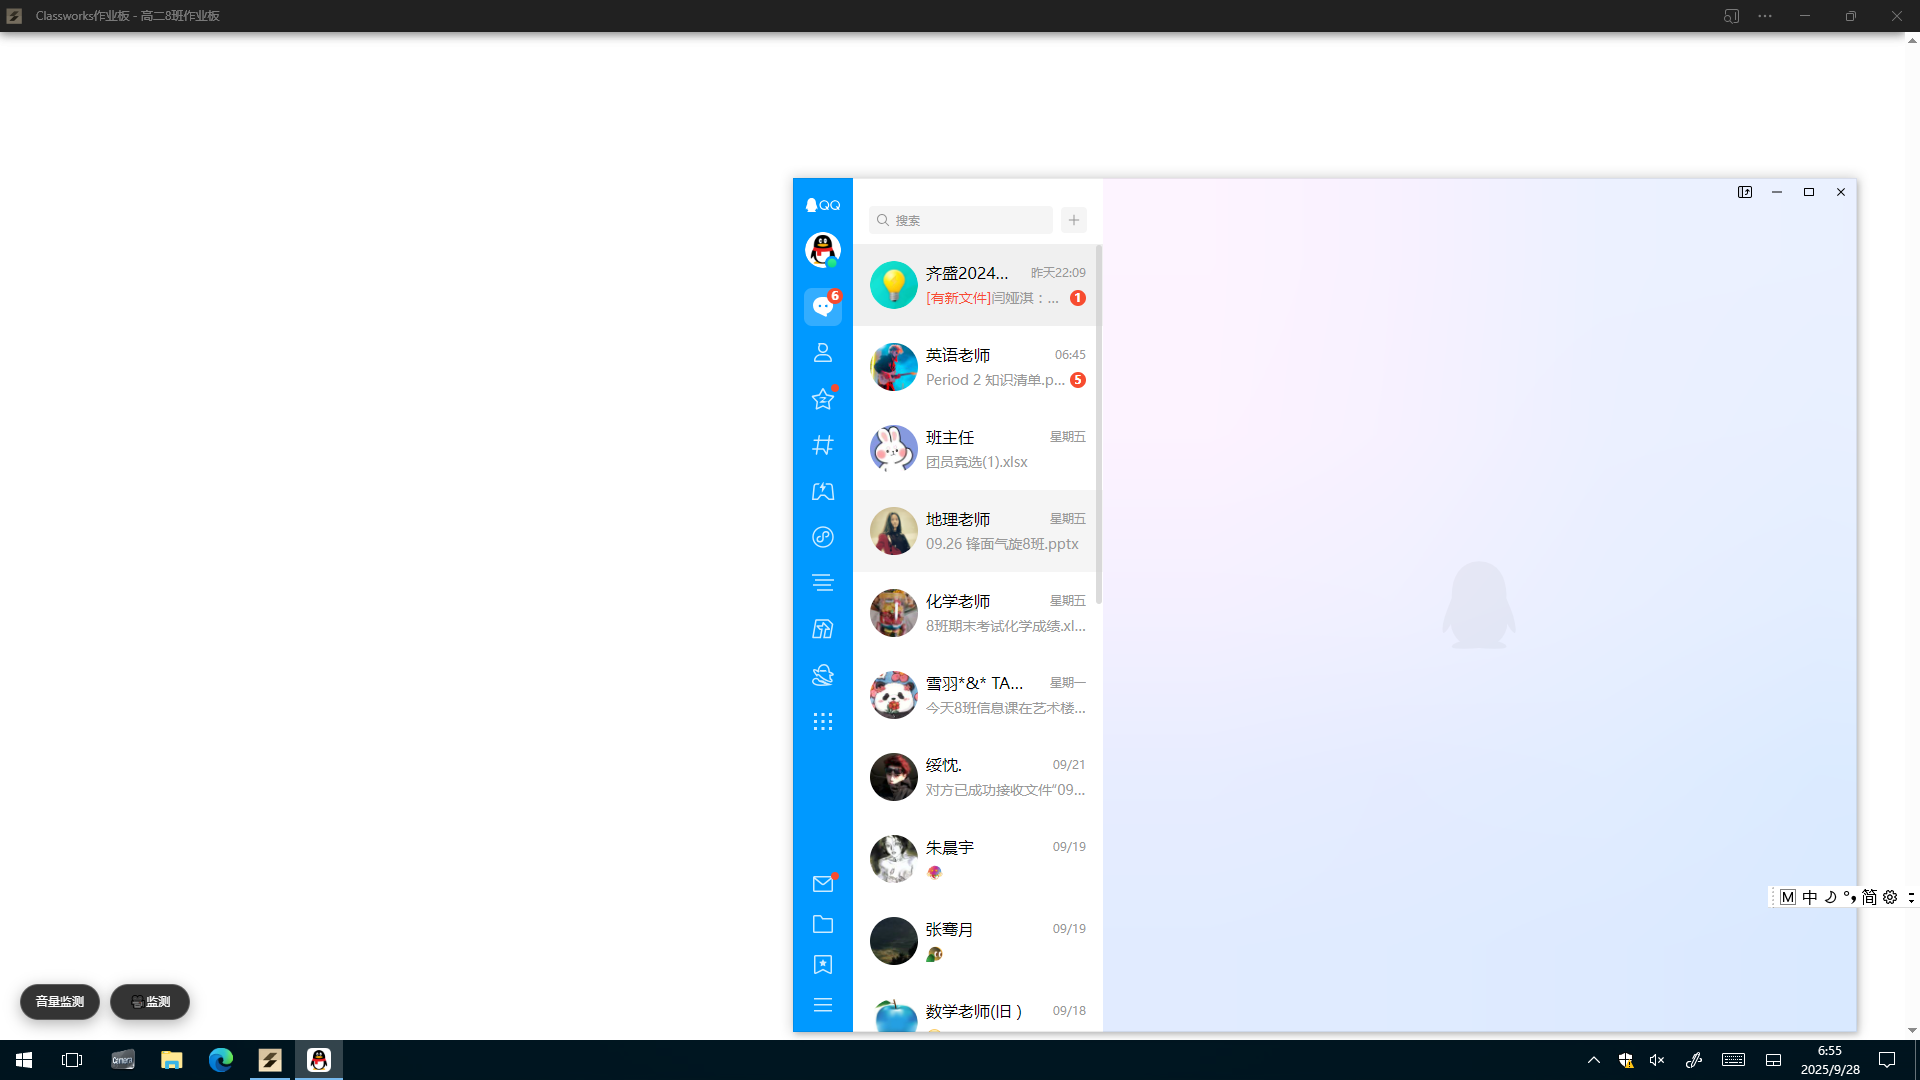 Classworks作业板 - 高二8班作业板
QQ
搜索
6
齐盛2024...
昨天22:09
[有新文件]闫娅淇：...
1
英语老师
06:45
Period 2 知识清单.p...
5
班主任
星期五
团员竞选(1).xlsx
地理老师
星期五
09.26 锋面气旋8班.pptx
化学老师
星期五
8班期末考试化学成绩.xl...
雪羽*&* TA...
星期一
今天8班信息课在艺术楼...
绥忱.
09/21
对方已成功接收文件"09...
朱晨宇
09/19
张骞月
09/19
数学老师(旧 )
09/18
M 中 简
音量监测
监测
6:55
2025/9/28